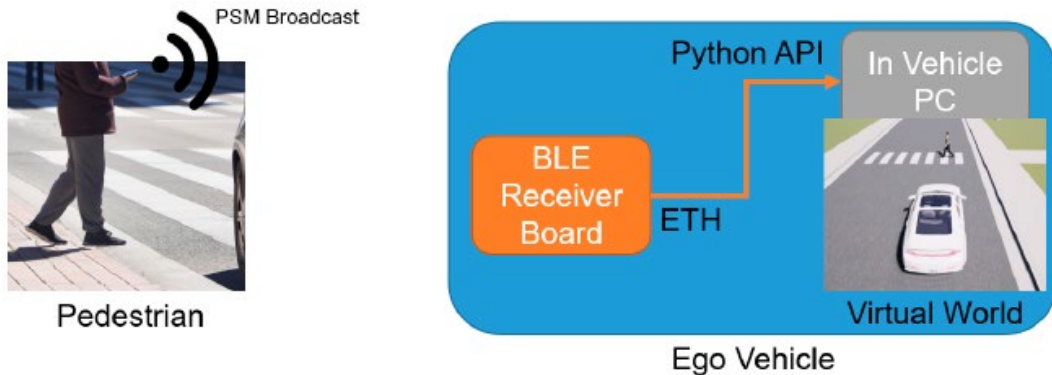 PSM Broadcast
Pedestrian
Python API
In Vehicle
PC
BLE
Receiver
Board
ETH
Virtual World
Ego Vehicle